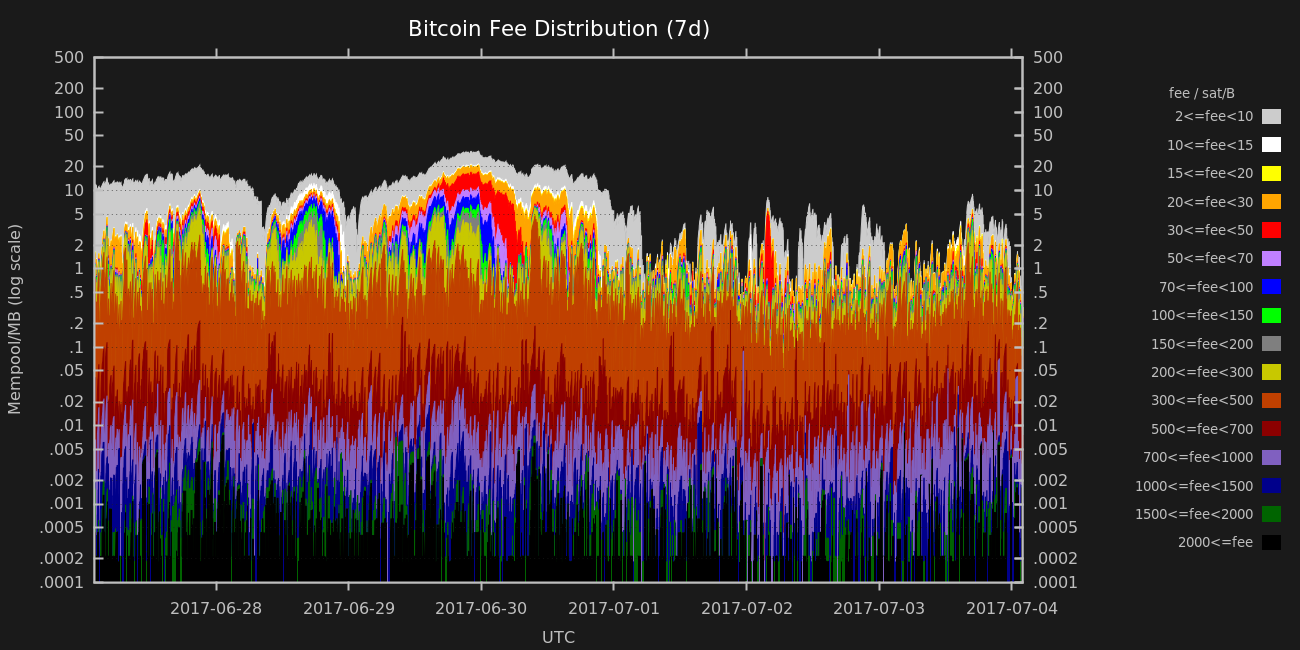 Bitcoin Fee Distribution (7d)
500 500
200 200
100 100
50 50
20 20
10 10
5 5
2 2
1 1
.5 .5
.2 .2
.1 .1
.05 .05
.02 .02
.01 .01
.005 .005
.002 .002
.001 .001
.0005 .0005
.0002 .0002
.0001 .0001
Mempool/MB (log scale)
2017-06-28 2017-06-29 2017-06-30 2017-07-01 2017-07-02 2017-07-03 2017-07-04
UTC
fee / sat/B
2<=fee<10
10<=fee<15
15<=fee<20
20<=fee<30
30<=fee<50
50<=fee<70
70<=fee<100
100<=fee<150
150<=fee<200
200<=fee<300
300<=fee<500
500<=fee<700
700<=fee<1000
1000<=fee<1500
1500<=fee<2000
2000<=fee